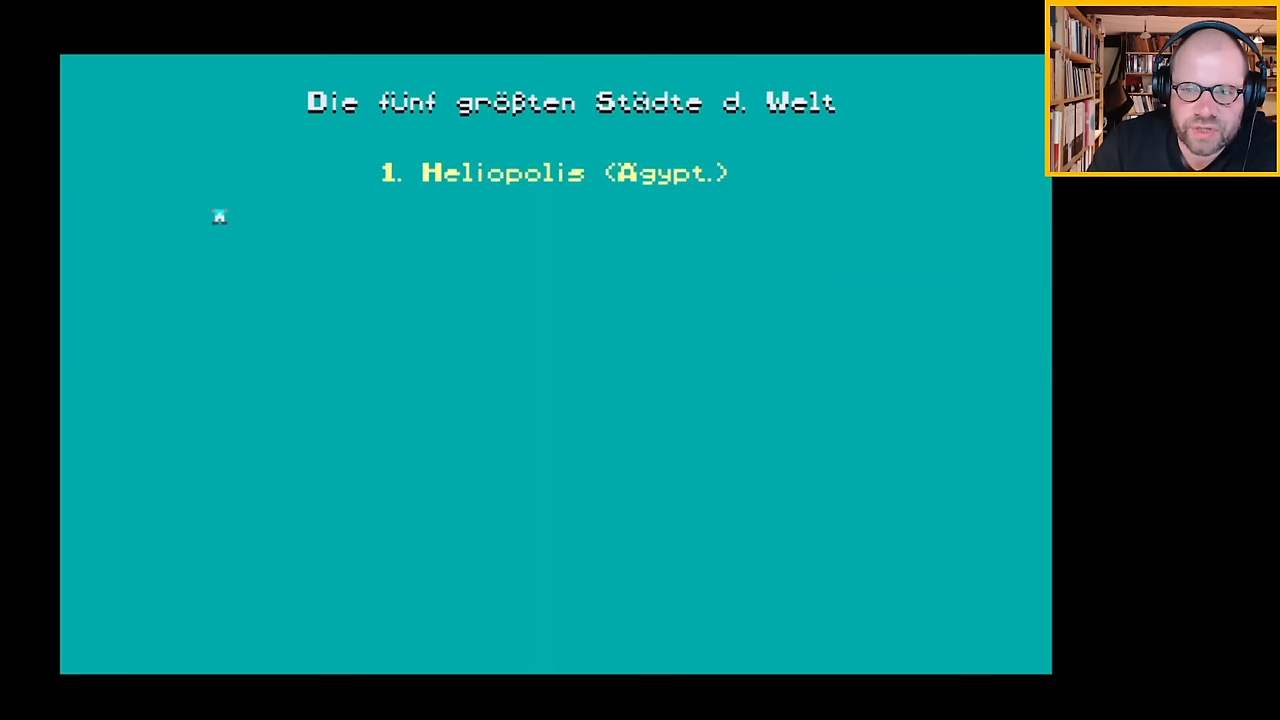 Die fünf größten Städte d. Welt
1. Heliopolis (Ägypt.)